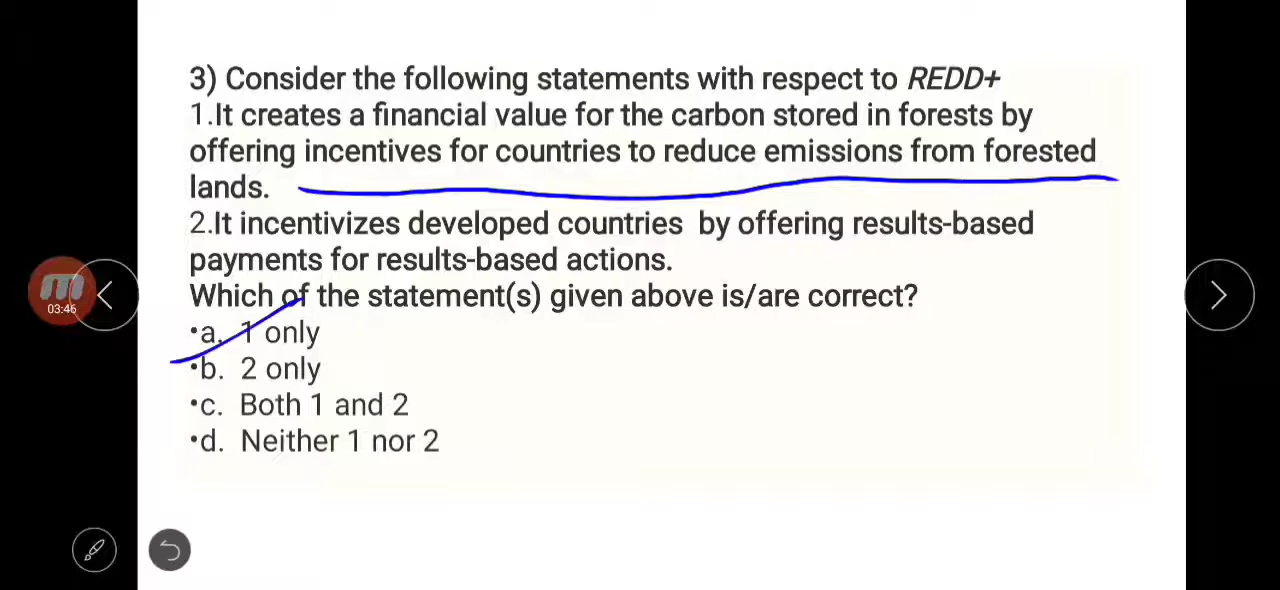 3) Consider the following statements with respect to REDD+
1.It creates a financial value for the carbon stored in forests by
offering incentives for countries to reduce emissions from forested
lands.
2.It incentivizes developed countries by offering results-based
payments for results-based actions.
Which of the statement(s) given above is/are correct?
•a. 1 only
•b. 2 only
•c. Both 1 and 2
•d. Neither 1 nor 2
03:46